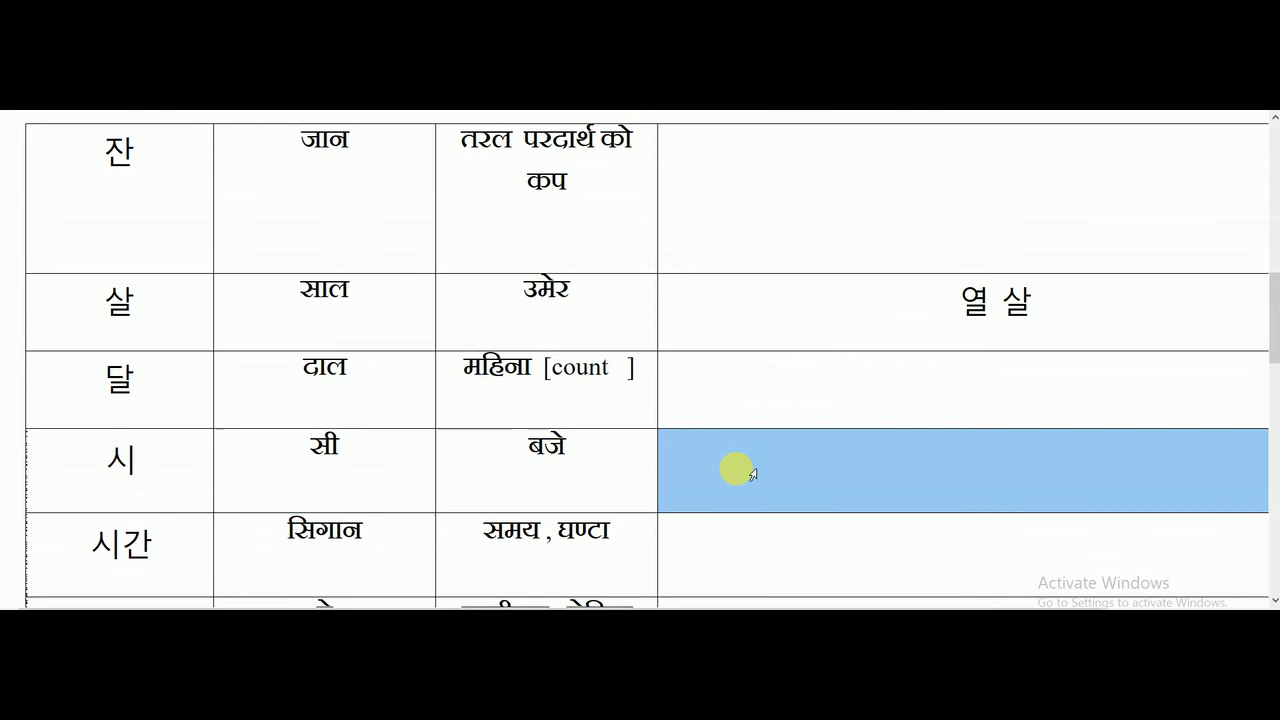 잔 जान तरल परदार्थ को
कप
살 साल उमेर 열 살
달 दाल महिना [count ]
시 सी बजे
시간 सिगान समय , घण्टा
Activate Windows
Go to Settings to activate Windows.